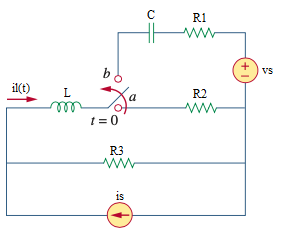 C
R1
+
vs
b
il(t)
L
a
R2
t = 0
R3
is